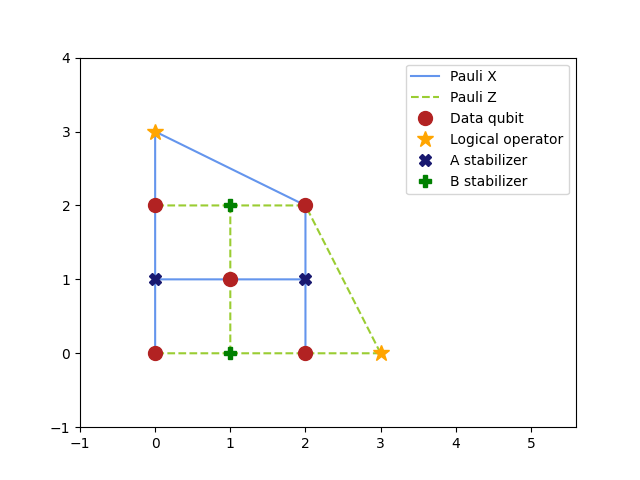 4
3
2
1
0
−1
−1
0
1
2
3
4
5
Pauli X
Pauli Z
Data qubit
Logical operator
A stabilizer
B stabilizer